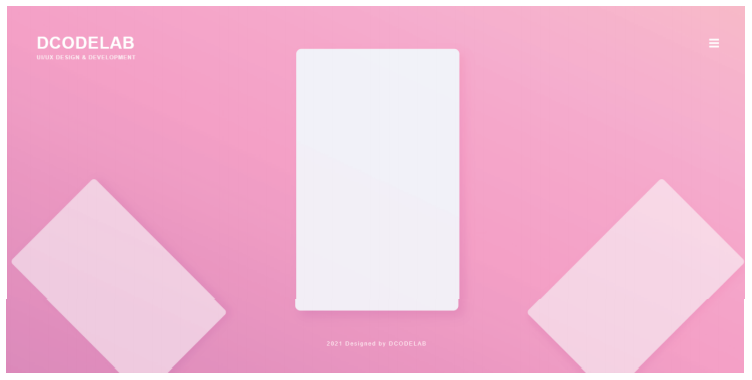 DCODELAB
UI/UX DESIGN & DEVELOPMENT
2021 Designed by DCODELAB